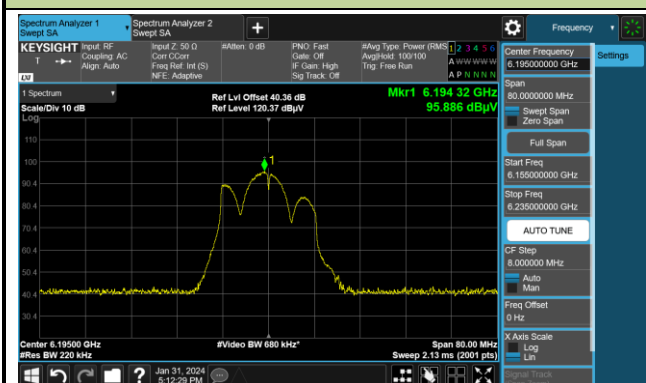 Spectrum Analyzer 1
Swept SA
Spectrum Analyzer 2
Swept SA
Frequency
KEYSIGHT
Input: RF
Coupling: AC
Align: Auto
Input Z: 50 Ω
Corr CCorr
Freq Ref: Int (S)
NFE: Adaptive
#Atten: 0 dB
PNO: Fast
Gate: Off
IF Gain: High
Sig Track: Off
#Avg Type: Power (RMS
Avg|Hold: 100/100
Trig: Free Run
1 2 3 4 5 6
A W W W W W
A P N N N N
LXI
1 Spectrum
Scale/Div 10 dB
Log
Ref Lvl Offset 40.36 dB
Ref Level 120.37 dBµV
Mkr1 6.194 32 GHz
95.886 dBµV
110
100
90.4
80.4
70.4
60.4
50.4
40.4
30.4
1
Center 6.19500 GHz
#Res BW 220 kHz
#Video BW 680 kHz*
Span 80.00 MHz
Sweep 2.13 ms (2001 pts)
Jan 31, 2024
5:12:29 PM
Center Frequency
6.195000000 GHz
Span
80.0000000 MHz
Swept Span
Zero Span
Full Span
Start Freq
6.155000000 GHz
Stop Freq
6.235000000 GHz
AUTO TUNE
CF Step
8.000000 MHz
Auto
Man
Freq Offset
0 Hz
X Axis Scale
Log
Lin
Signal Track
Settings